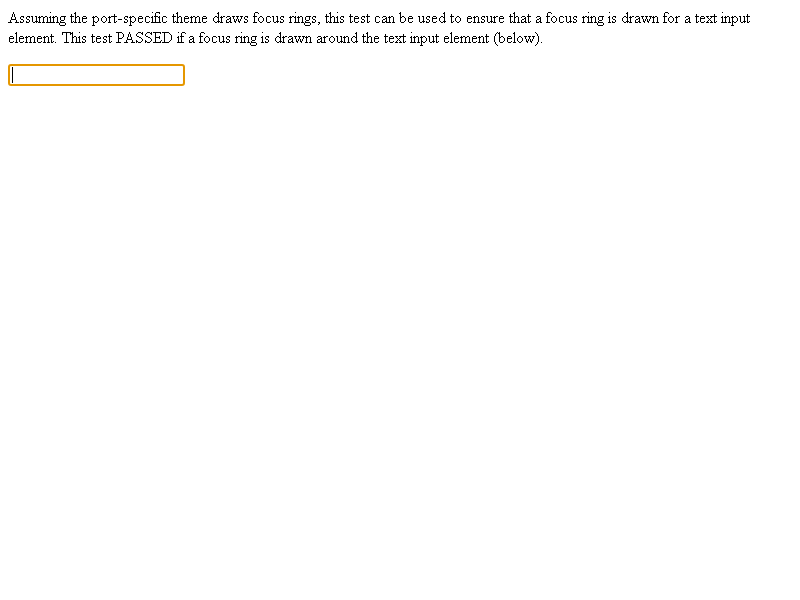 Assuming the port-specific theme draws focus rings, this test can be used to ensure that a focus ring is drawn for a text input
element. This test PASSED if a focus ring is drawn around the text input element (below).